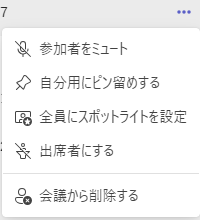 7
参加者をミュート
自分用にピン留めする
全員にスポットライトを設定
出席者にする
会議から削除する